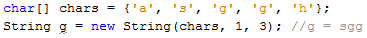 char[] chars = {'a', 's', 'g', 'g', 'h'};
String g = new String(chars, 1, 3); //g = sgg